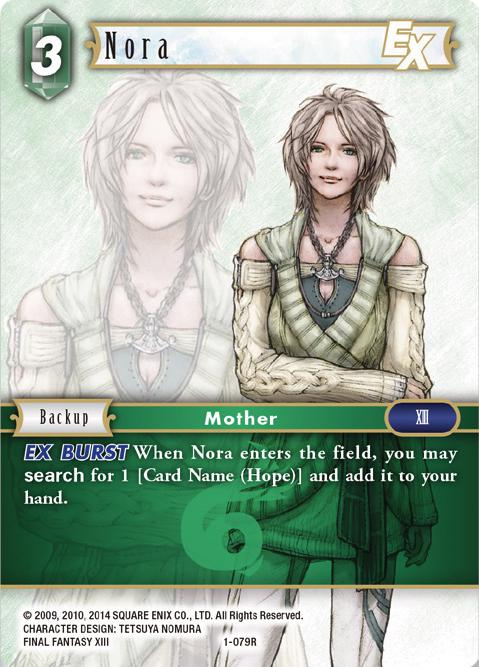 3
Nora
EX
Backup
Mother
XIII
EX BURST When Nora enters the field, you may
search for 1 [Card Name (Hope)] and add it to your
hand.
© 2009, 2010, 2014 SQUARE ENIX CO., LTD. All Rights Reserved.
CHARACTER DESIGN: TETSUYA NOMURA
FINAL FANTASY XIII
1-079R